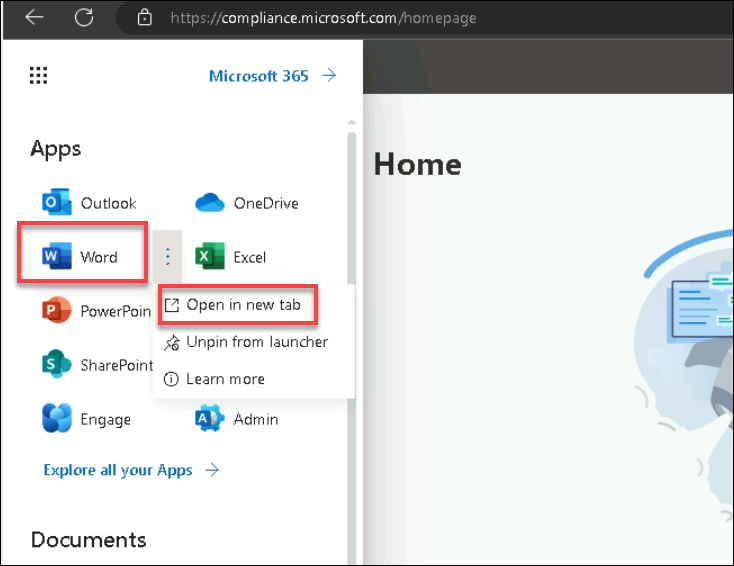 https://compliance.microsoft.com/homepage
Microsoft 365
Apps
Home
Outlook
OneDrive
Word
Excel
PowerPoin
Open in new tab
Unpin from launcher
SharePoint
Learn more
Engage
Admin
Explore all your Apps
Documents